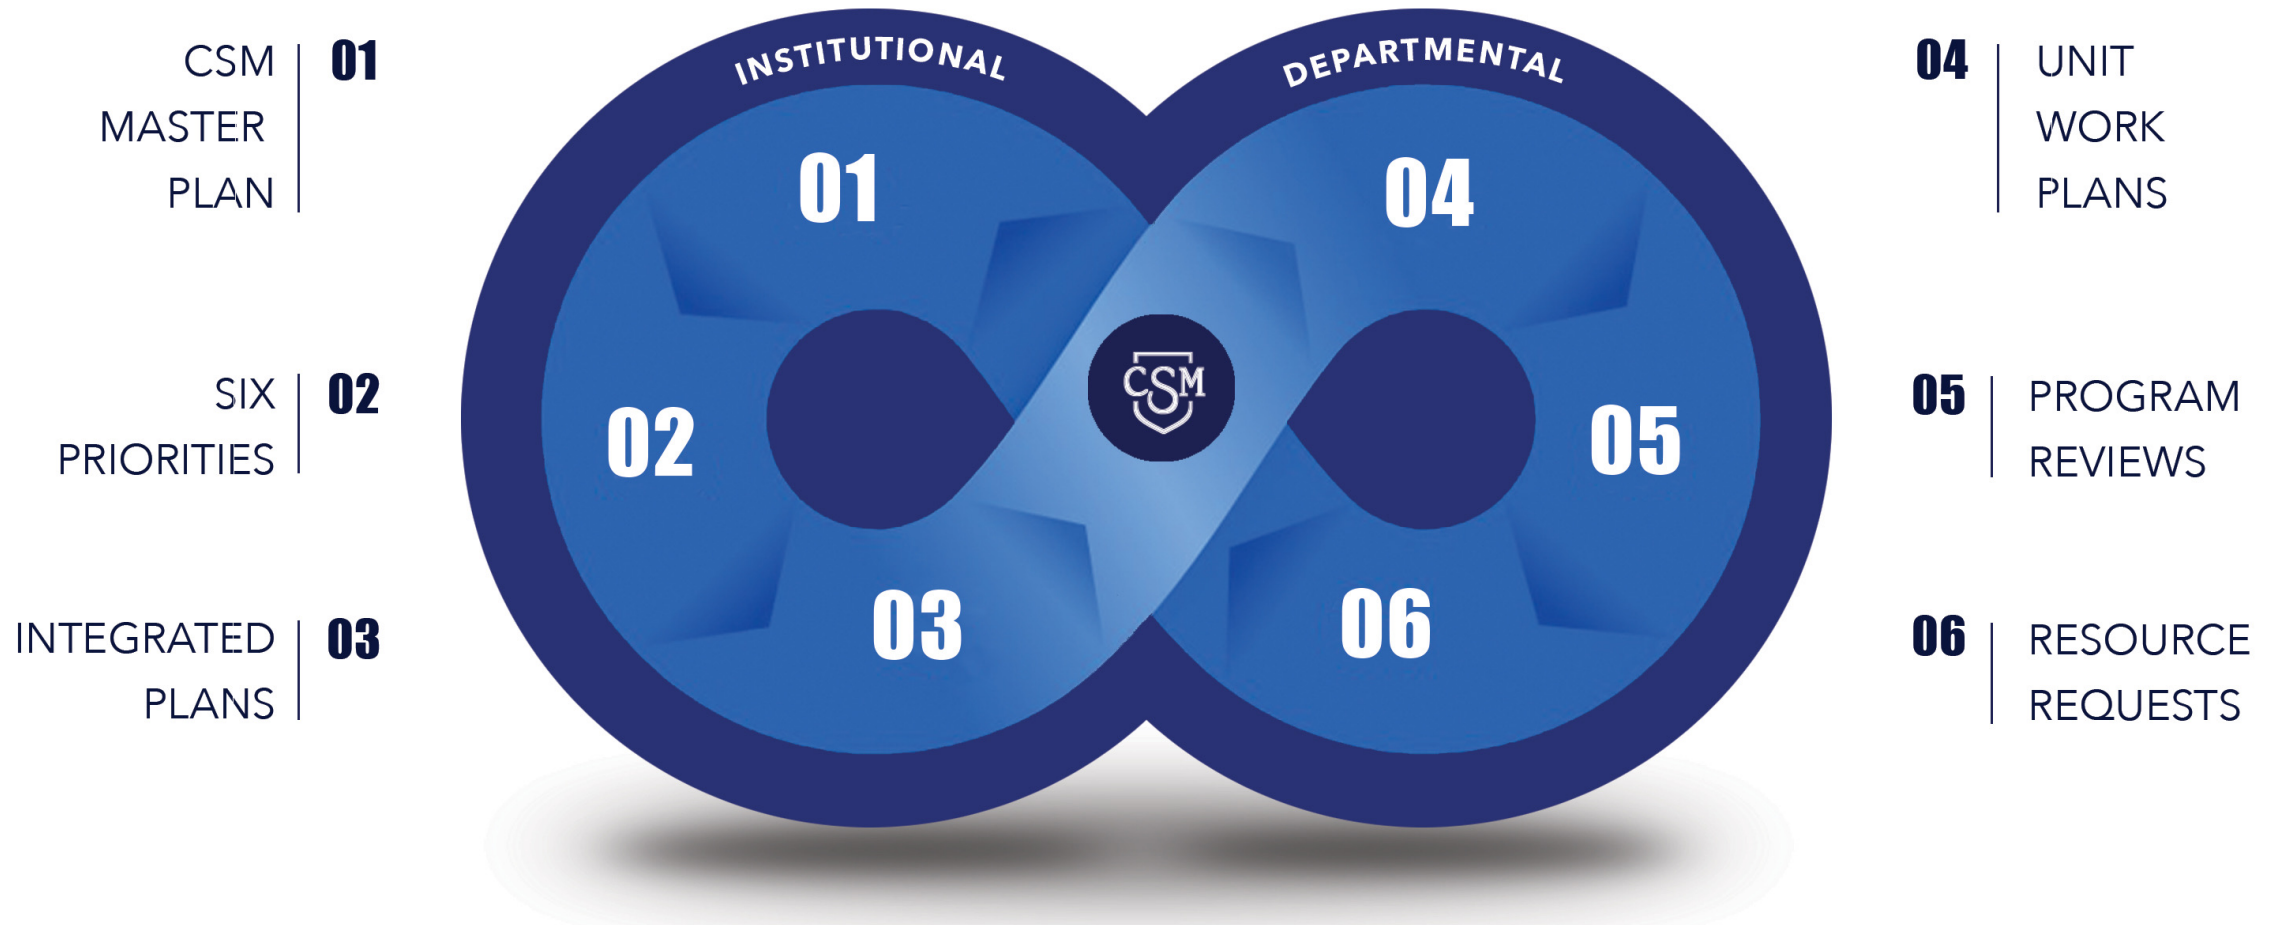 CSM
MASTER
PLAN
01
SIX
PRIORITIES
02
INTEGRATED
PLANS
03
INSTITUTIONAL
DEPARTMENTAL
01
02
03
CSM
04
05
06
04
UNIT
WORK
PLANS
05
PROGRAM
REVIEWS
06
RESOURCE
REQUESTS